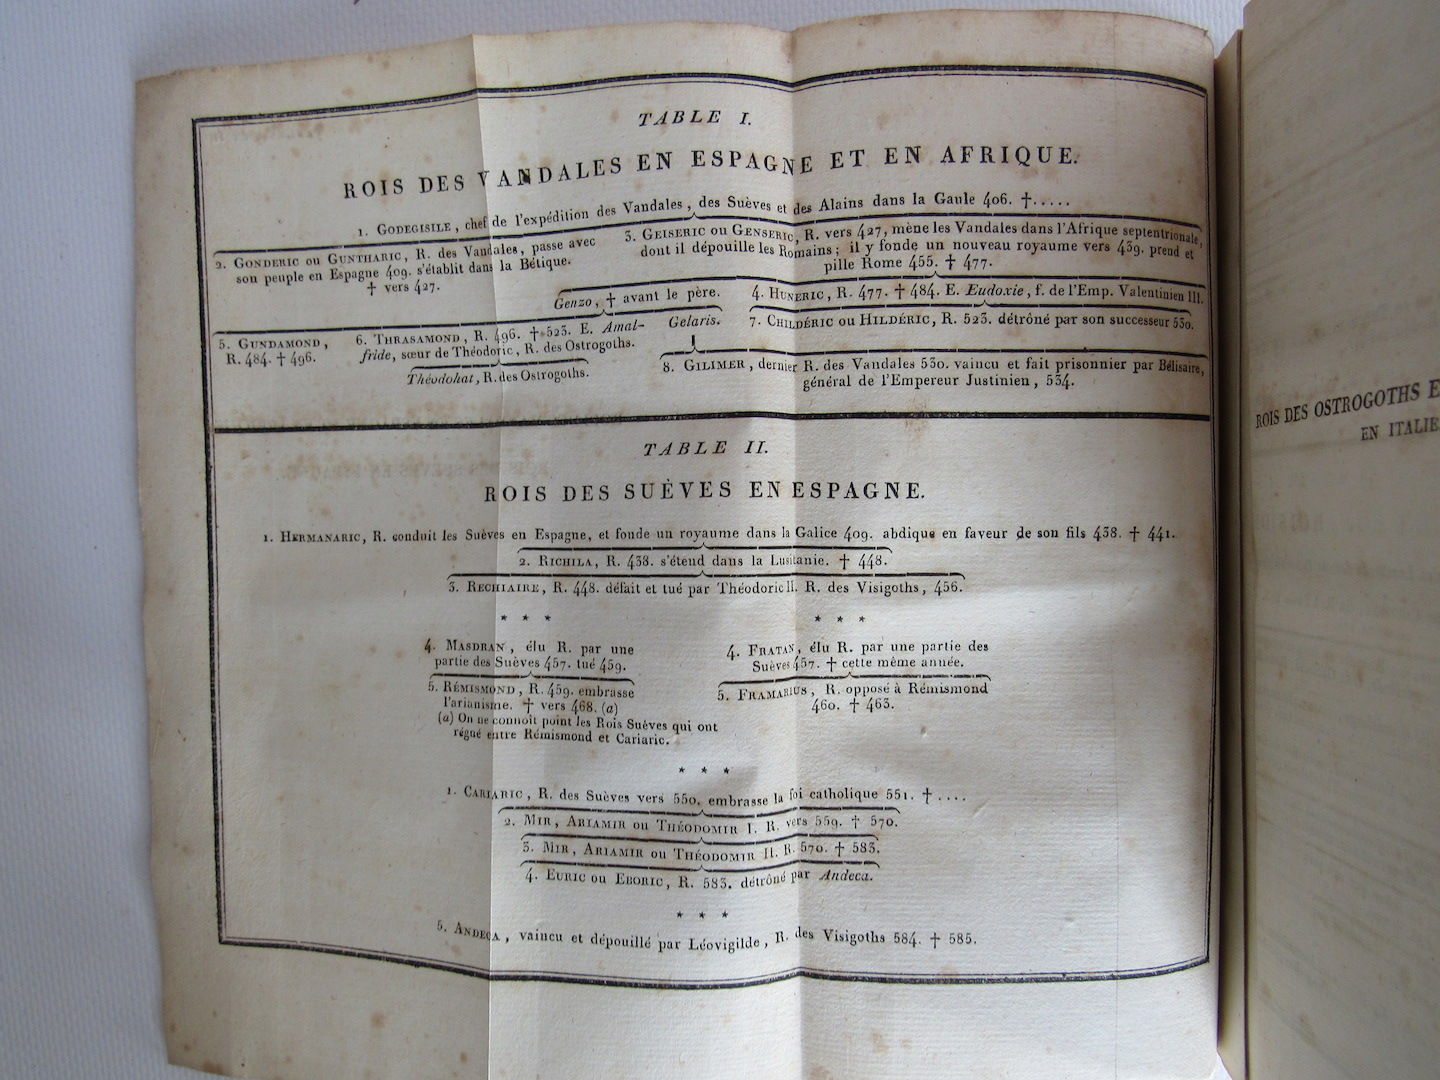 TABLE I.
ROIS DES VANDALES EN ESPAGNE ET EN AFRIQUE.
1. GODEGISILE, chef de l'expédition des Vandales, des Suèves et des Alains dans la Gaule 406. †.....
2. GONDERIC ou GUNTHARIC, R. des Vandales, passe avec
son peuple en Espagne 409. s'établit dans la Bétique.
† vers 427.
3. GEISERIC ou GENSERIC, R. vers 427, mène les Vandales dans l'Afrique septentrionale,
dont il dépouille les Romains; il y fonde un nouveau royaume vers 439. prend et
pille Rome 455. † 477.
Genzo, † avant le père.
4. HUNERIC, R. 477. † 484. E. Eudoxie, f. de l'Emp. Valentinien III.
5. GUNDAMOND,
R. 484. † 496.
6. THRASAMOND, R. 496. † 523. E. Amal-
fride, sœur de Théodoric, R. des Ostrogoths.
Gelaris.
7. CHILDÉRIC ou HILDÉRIC, R. 523. détrôné par son successeur 530.
Théodohat, R. des Ostrogoths.
8. GILIMER, dernier R. des Vandales 530. vaincu et fait prisonnier par Bélisaire,
général de l'Empereur Justinien, 534.
TABLE II.
ROIS DES SUÈVES EN ESPAGNE.
1. HERMANARIC, R. conduit les Suèves en Espagne, et fonde un royaume dans la Galice 409. abdique en faveur de son fils 438. † 441.
2. RICHILA, R. 438. s'étend dans la Lusitanie. † 448.
3. RECHIAIRE, R. 448. défait et tué par Théodoric II. R. des Visigoths, 456.
* * * * * *
4. MASDRAN, élu R. par une
partie des Suèves 457. tué 459.
4. FRATAN, élu R. par une partie des
Suèves 457. † cette même année.
5. RÉMISMOND, R. 459. embrasse
l'arianisme. † vers 468. (a)
5. FRAMARIUS, R. opposé à Rémismond
460. † 463.
(a) On ne connoît point les Rois Suèves qui ont
régné entre Rémismond et Cariaric.
* * *
1. CARIARIC, R. des Suèves vers 550. embrasse la foi catholique 551. †....
2. MIR, ARIAMIR ou THÉODOMIR I. R. vers 559. † 570.
3. MIR, ARIAMIR ou THÉODOMIR II. R. 570. † 583.
4. EURIC ou EBORIC, R. 583. détrôné par Andeca.
* * *
5. ANDECA, vaincu et dépouillé par Léovigilde, R. des Visigoths 584. † 585.
ROIS DES OSTROGOTHS E
EN ITALIE